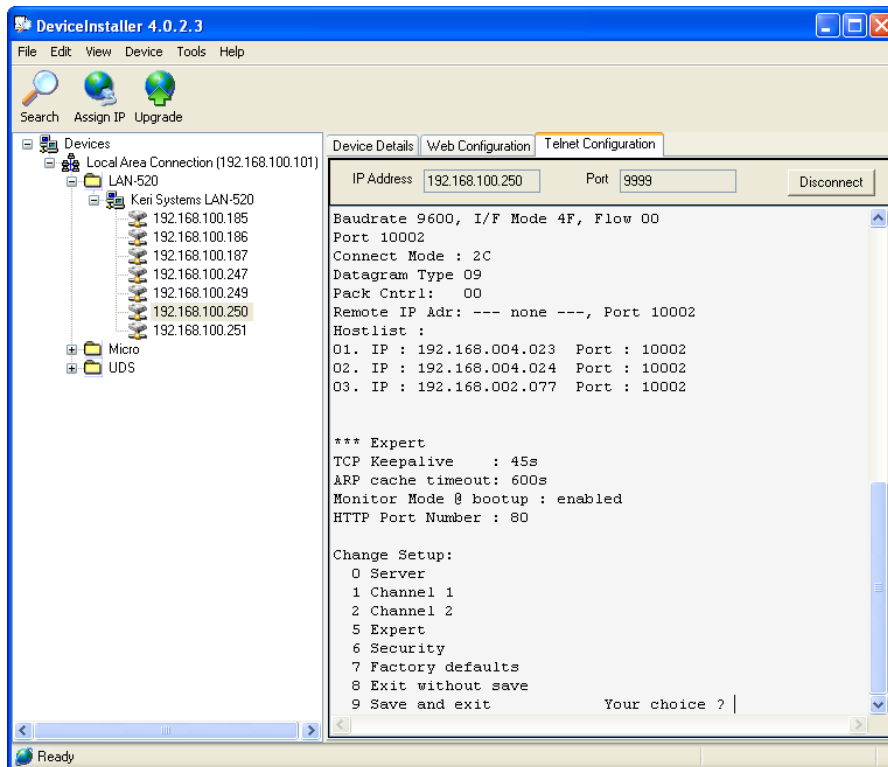 DeviceInstaller 4.0.2.3
File Edit View Device Tools Help
Search Assign IP Upgrade
Devices
Local Area Connection (192.168.100.101)
LAN-520
Keri Systems LAN-520
192.168.100.185
192.168.100.186
192.168.100.187
192.168.100.247
192.168.100.249
192.168.100.250
192.168.100.251
Micro
UDS
Device Details Web Configuration Telnet Configuration
IP Address 192.168.100.250 Port 9999 Disconnect
Baudrate 9600, I/F Mode 4F, Flow 00
Port 10002
Connect Mode : 2C
Datagram Type 09
Pack Cntrl: 00
Remote IP Adr: --- none ---, Port 10002
Hostlist :
01. IP : 192.168.004.023 Port : 10002
02. IP : 192.168.004.024 Port : 10002
03. IP : 192.168.002.077 Port : 10002
*** Expert
TCP Keepalive : 45s
ARP cache timeout: 600s
Monitor Mode @ bootup : enabled
HTTP Port Number : 80
Change Setup:
0 Server
1 Channel 1
2 Channel 2
5 Expert
6 Security
7 Factory defaults
8 Exit without save
9 Save and exit Your choice ?
Ready